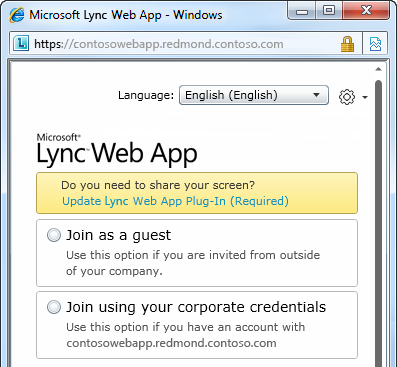 Microsoft Lync Web App - Windows
https://contosowebapp.redmond.contoso.com
Language: English (English)
Microsoft®
Lync™ Web App
Do you need to share your screen?
Update Lync Web App Plug-In (Required)
Join as a guest
Use this option if you are invited from outside
of your company.
Join using your corporate credentials
Use this option if you have an account with
contosowebapp.redmond.contoso.com